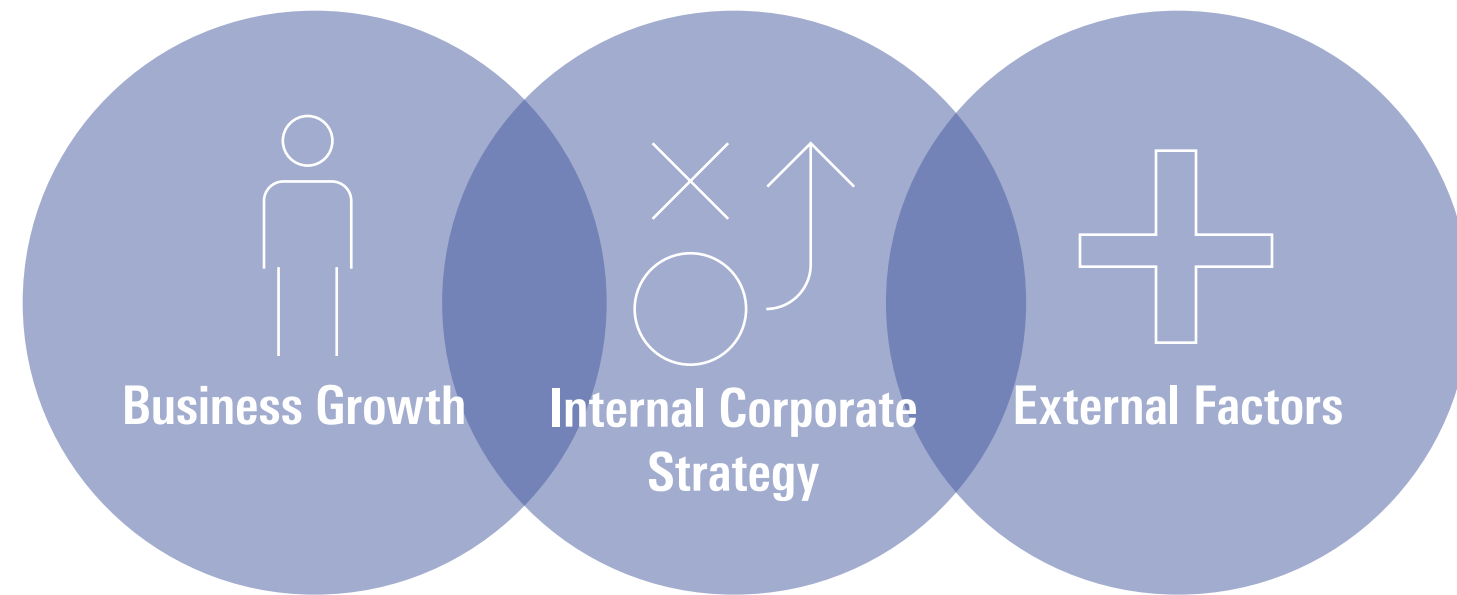 Business Growth
Internal Corporate
Strategy
External Factors